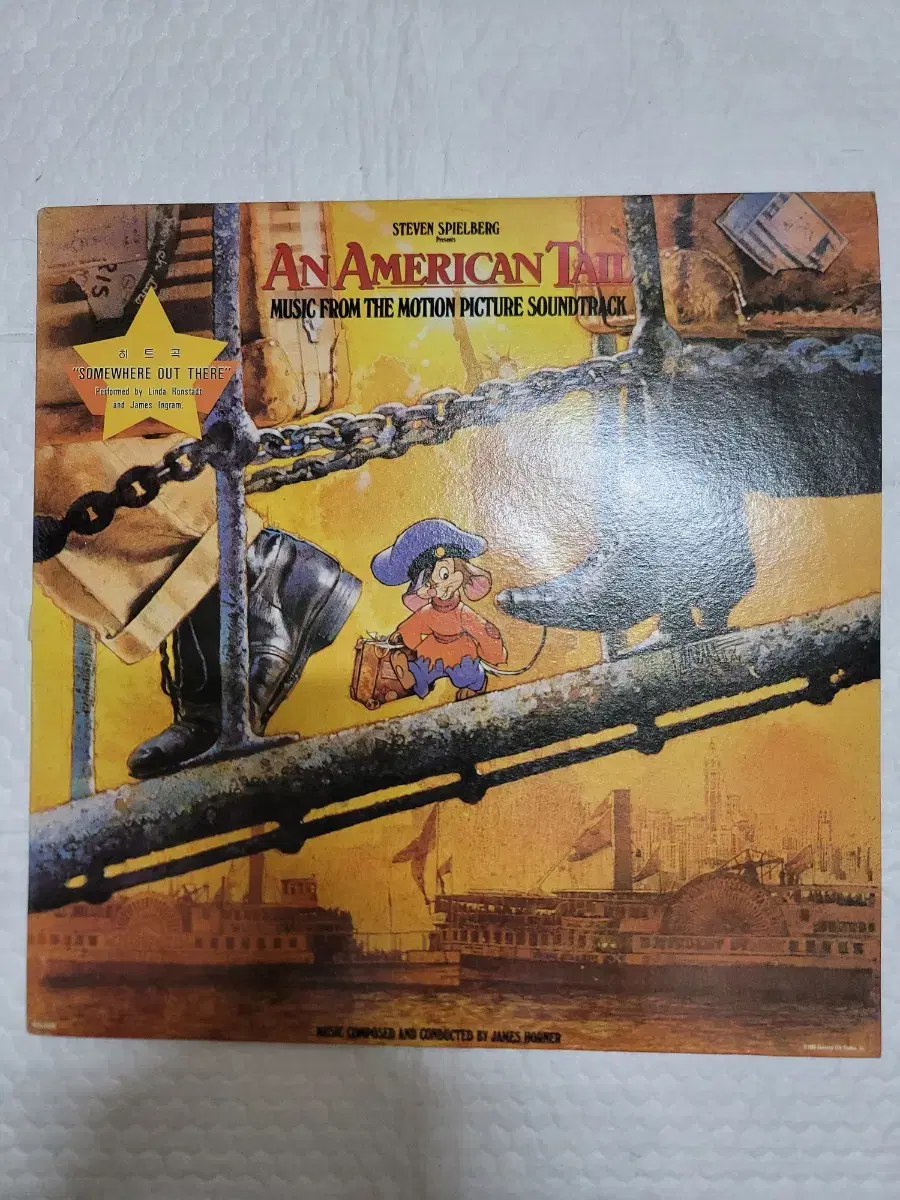 STEVEN SPIELBERG
Presents
AN AMERICAN TAIL
MUSIC FROM THE MOTION PICTURE SOUNDTRACK
히 트 곡
"SOMEWHERE OUT THERE"
Performed by Linda Ronstadt
and James Ingram.
MUSIC COMPOSED AND CONDUCTED BY JAMES HORNER